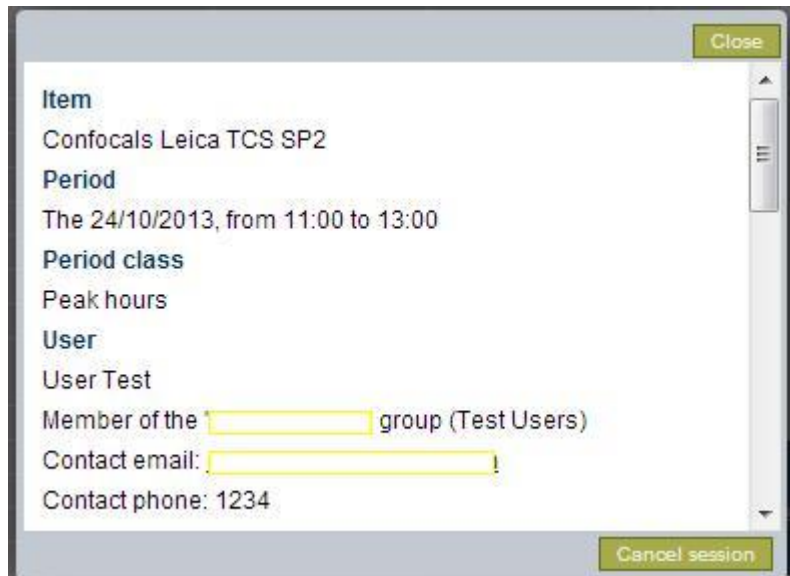 Close
Item
Confocals Leica TCS SP2
Period
The 24/10/2013, from 11:00 to 13:00
Period class
Peak hours
User
User Test
Member of the ' group (Test Users)
Contact email:
Contact phone: 1234
Cancel session